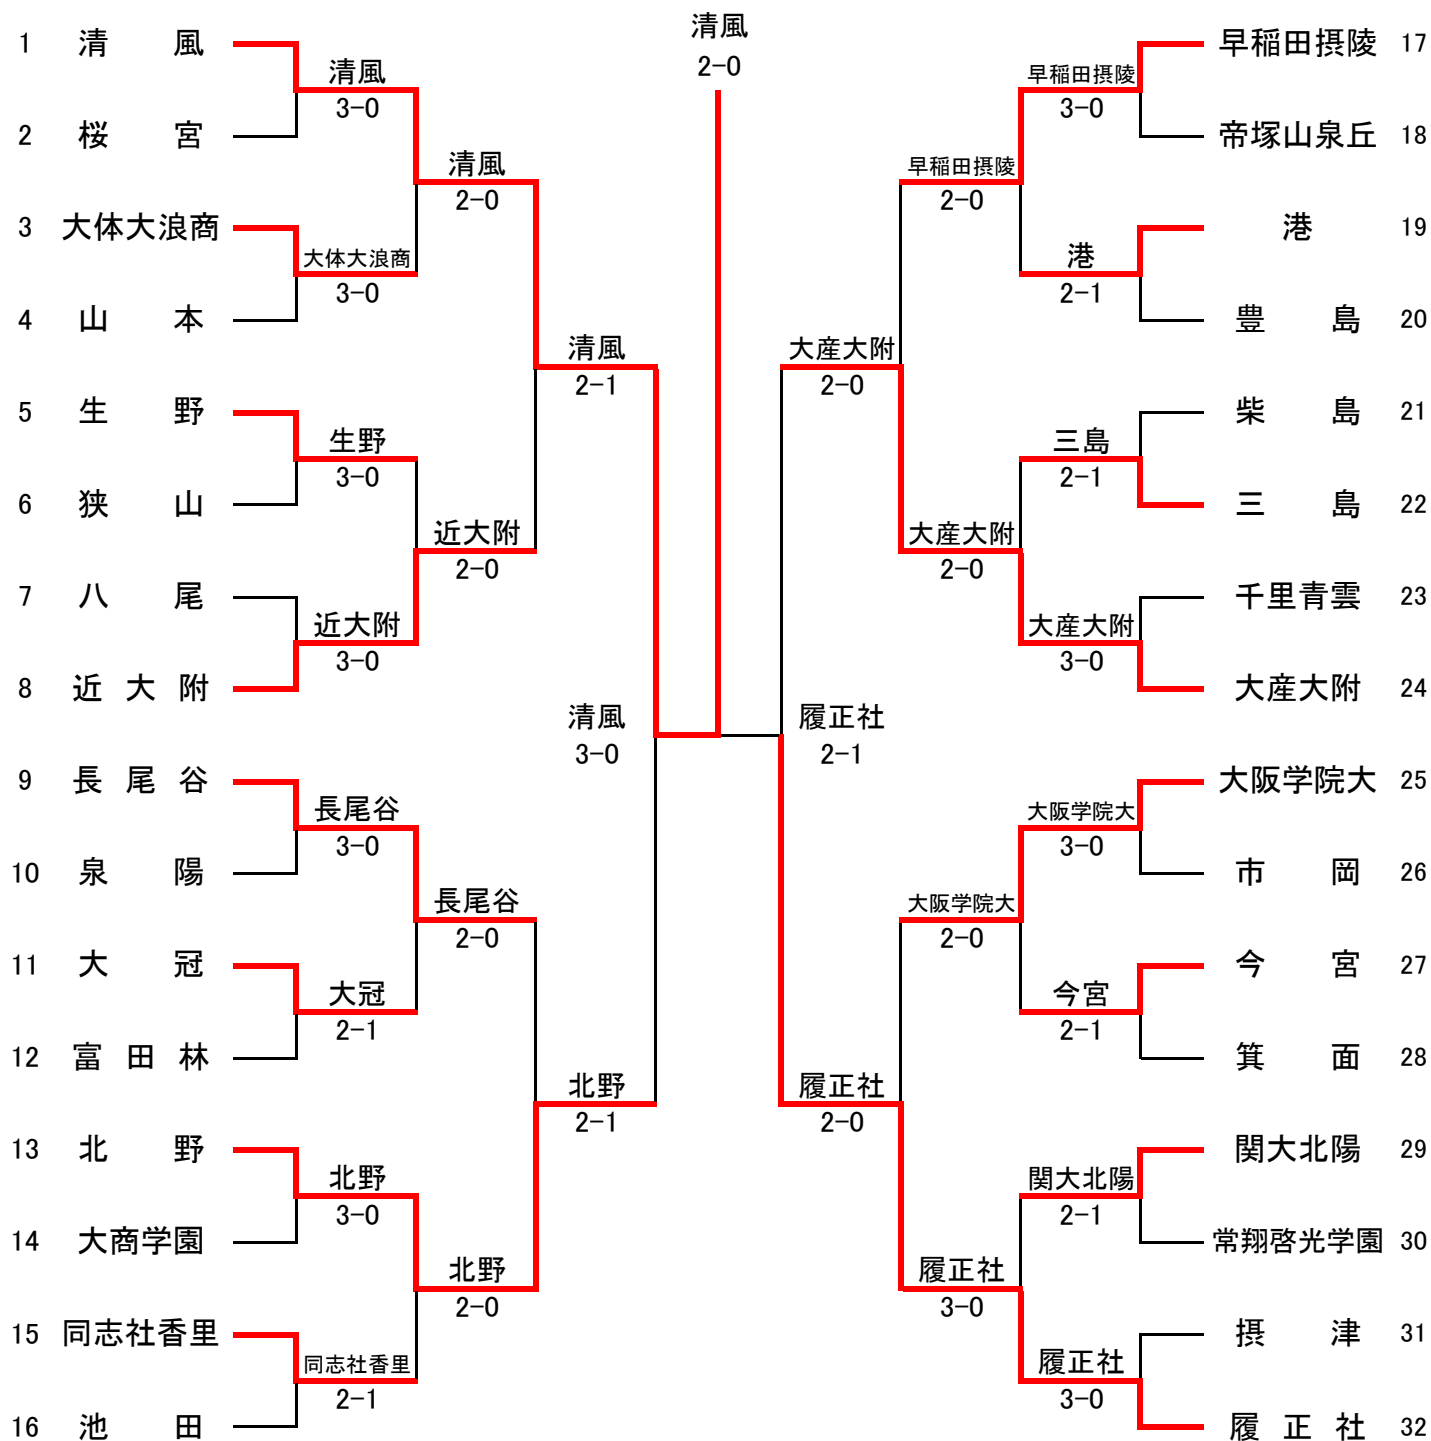 清風
2-0
1 清風
清風
3-0
2 桜宮
清風
2-0
3 大体大浪商
大体大浪商
3-0
4 山本
清風
2-1
5 生野
生野
3-0
6 狭山
近大附
2-0
7 八尾
近大附
3-0
8 近大附
清風
3-0
9 長尾谷
長尾谷
3-0
10 泉陽
長尾谷
2-0
11 大冠
大冠
2-1
12 富田林
北野
2-1
13 北野
北野
3-0
14 大商学園
北野
2-0
15 同志社香里
同志社香里
2-1
16 池田
早稲田摂陵 17
早稲田摂陵
3-0
帝塚山泉丘 18
早稲田摂陵
2-0
港 19
港
2-1
豊島 20
大産大附
2-0
柴島 21
三島
2-1
三島 22
大産大附
2-0
千里青雲 23
大産大附
3-0
大産大附 24
履正社
2-1
大阪学院大 25
大阪学院大
3-0
市岡 26
大阪学院大
2-0
今宮 27
今宮
2-1
箕面 28
履正社
2-0
関大北陽 29
関大北陽
2-1
常翔啓光学園 30
履正社
3-0
摂津 31
履正社
3-0
履正社 32